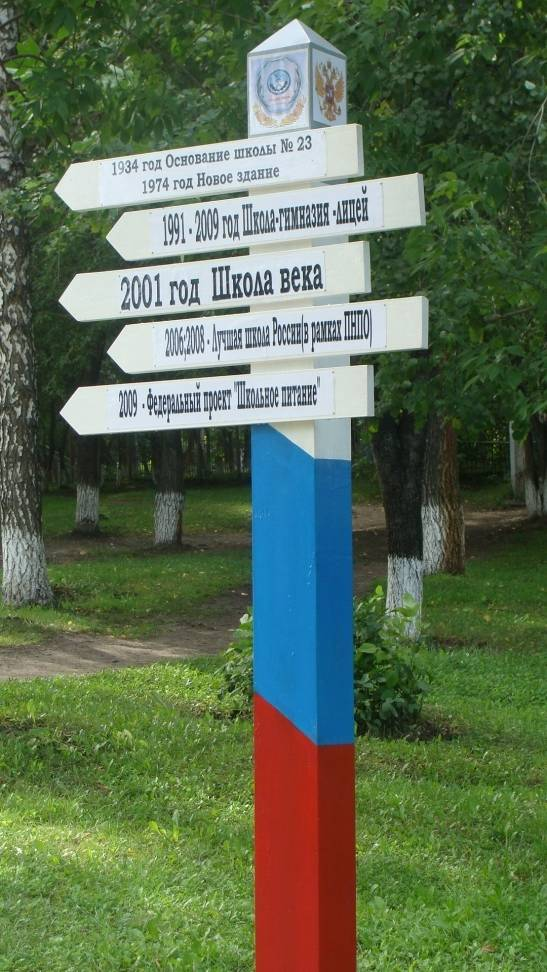 1934 год Основание школы № 23
1974 год Новое здание
1991 - 2009 год Школа-гимназия -лицей
2001 год Школа века
2006;2008 - Лучшая школа России(в рамках ПНПО)
2009 - Федеральный проект "Школьное питание"